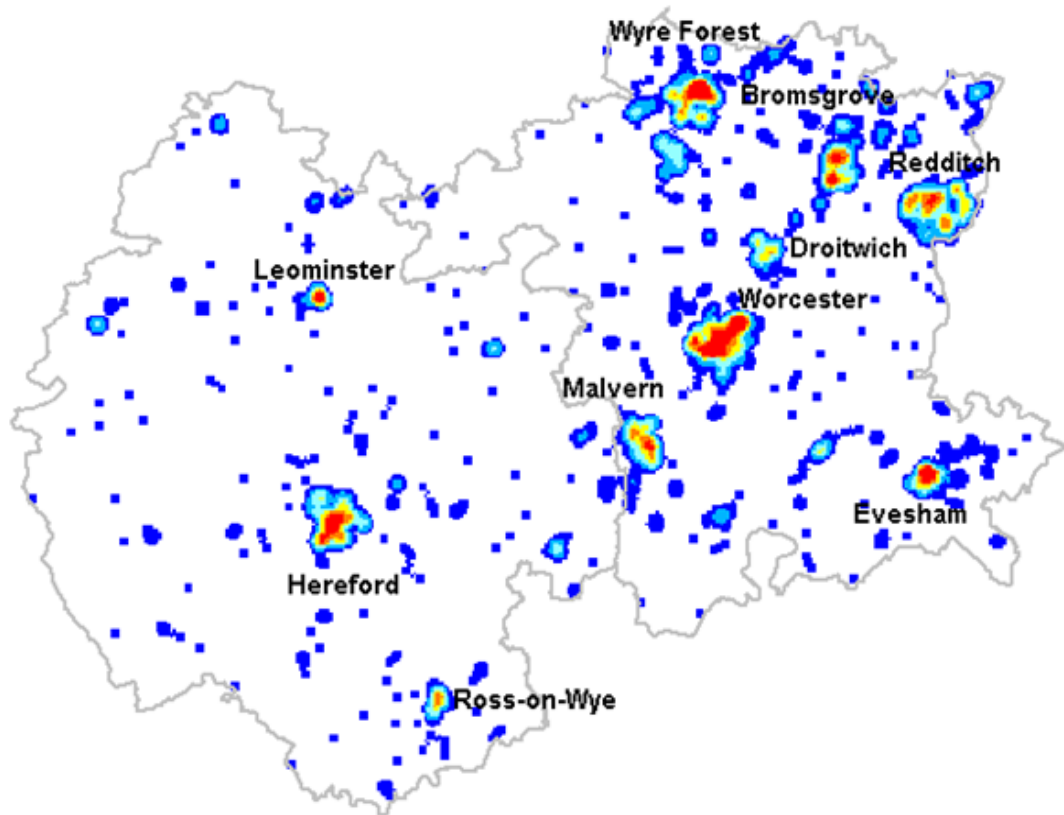 Wyre Forest
Bromsgrove
Redditch
Droitwich
Leominster
Worcester
Malvern
Evesham
Hereford
Ross-on-Wye